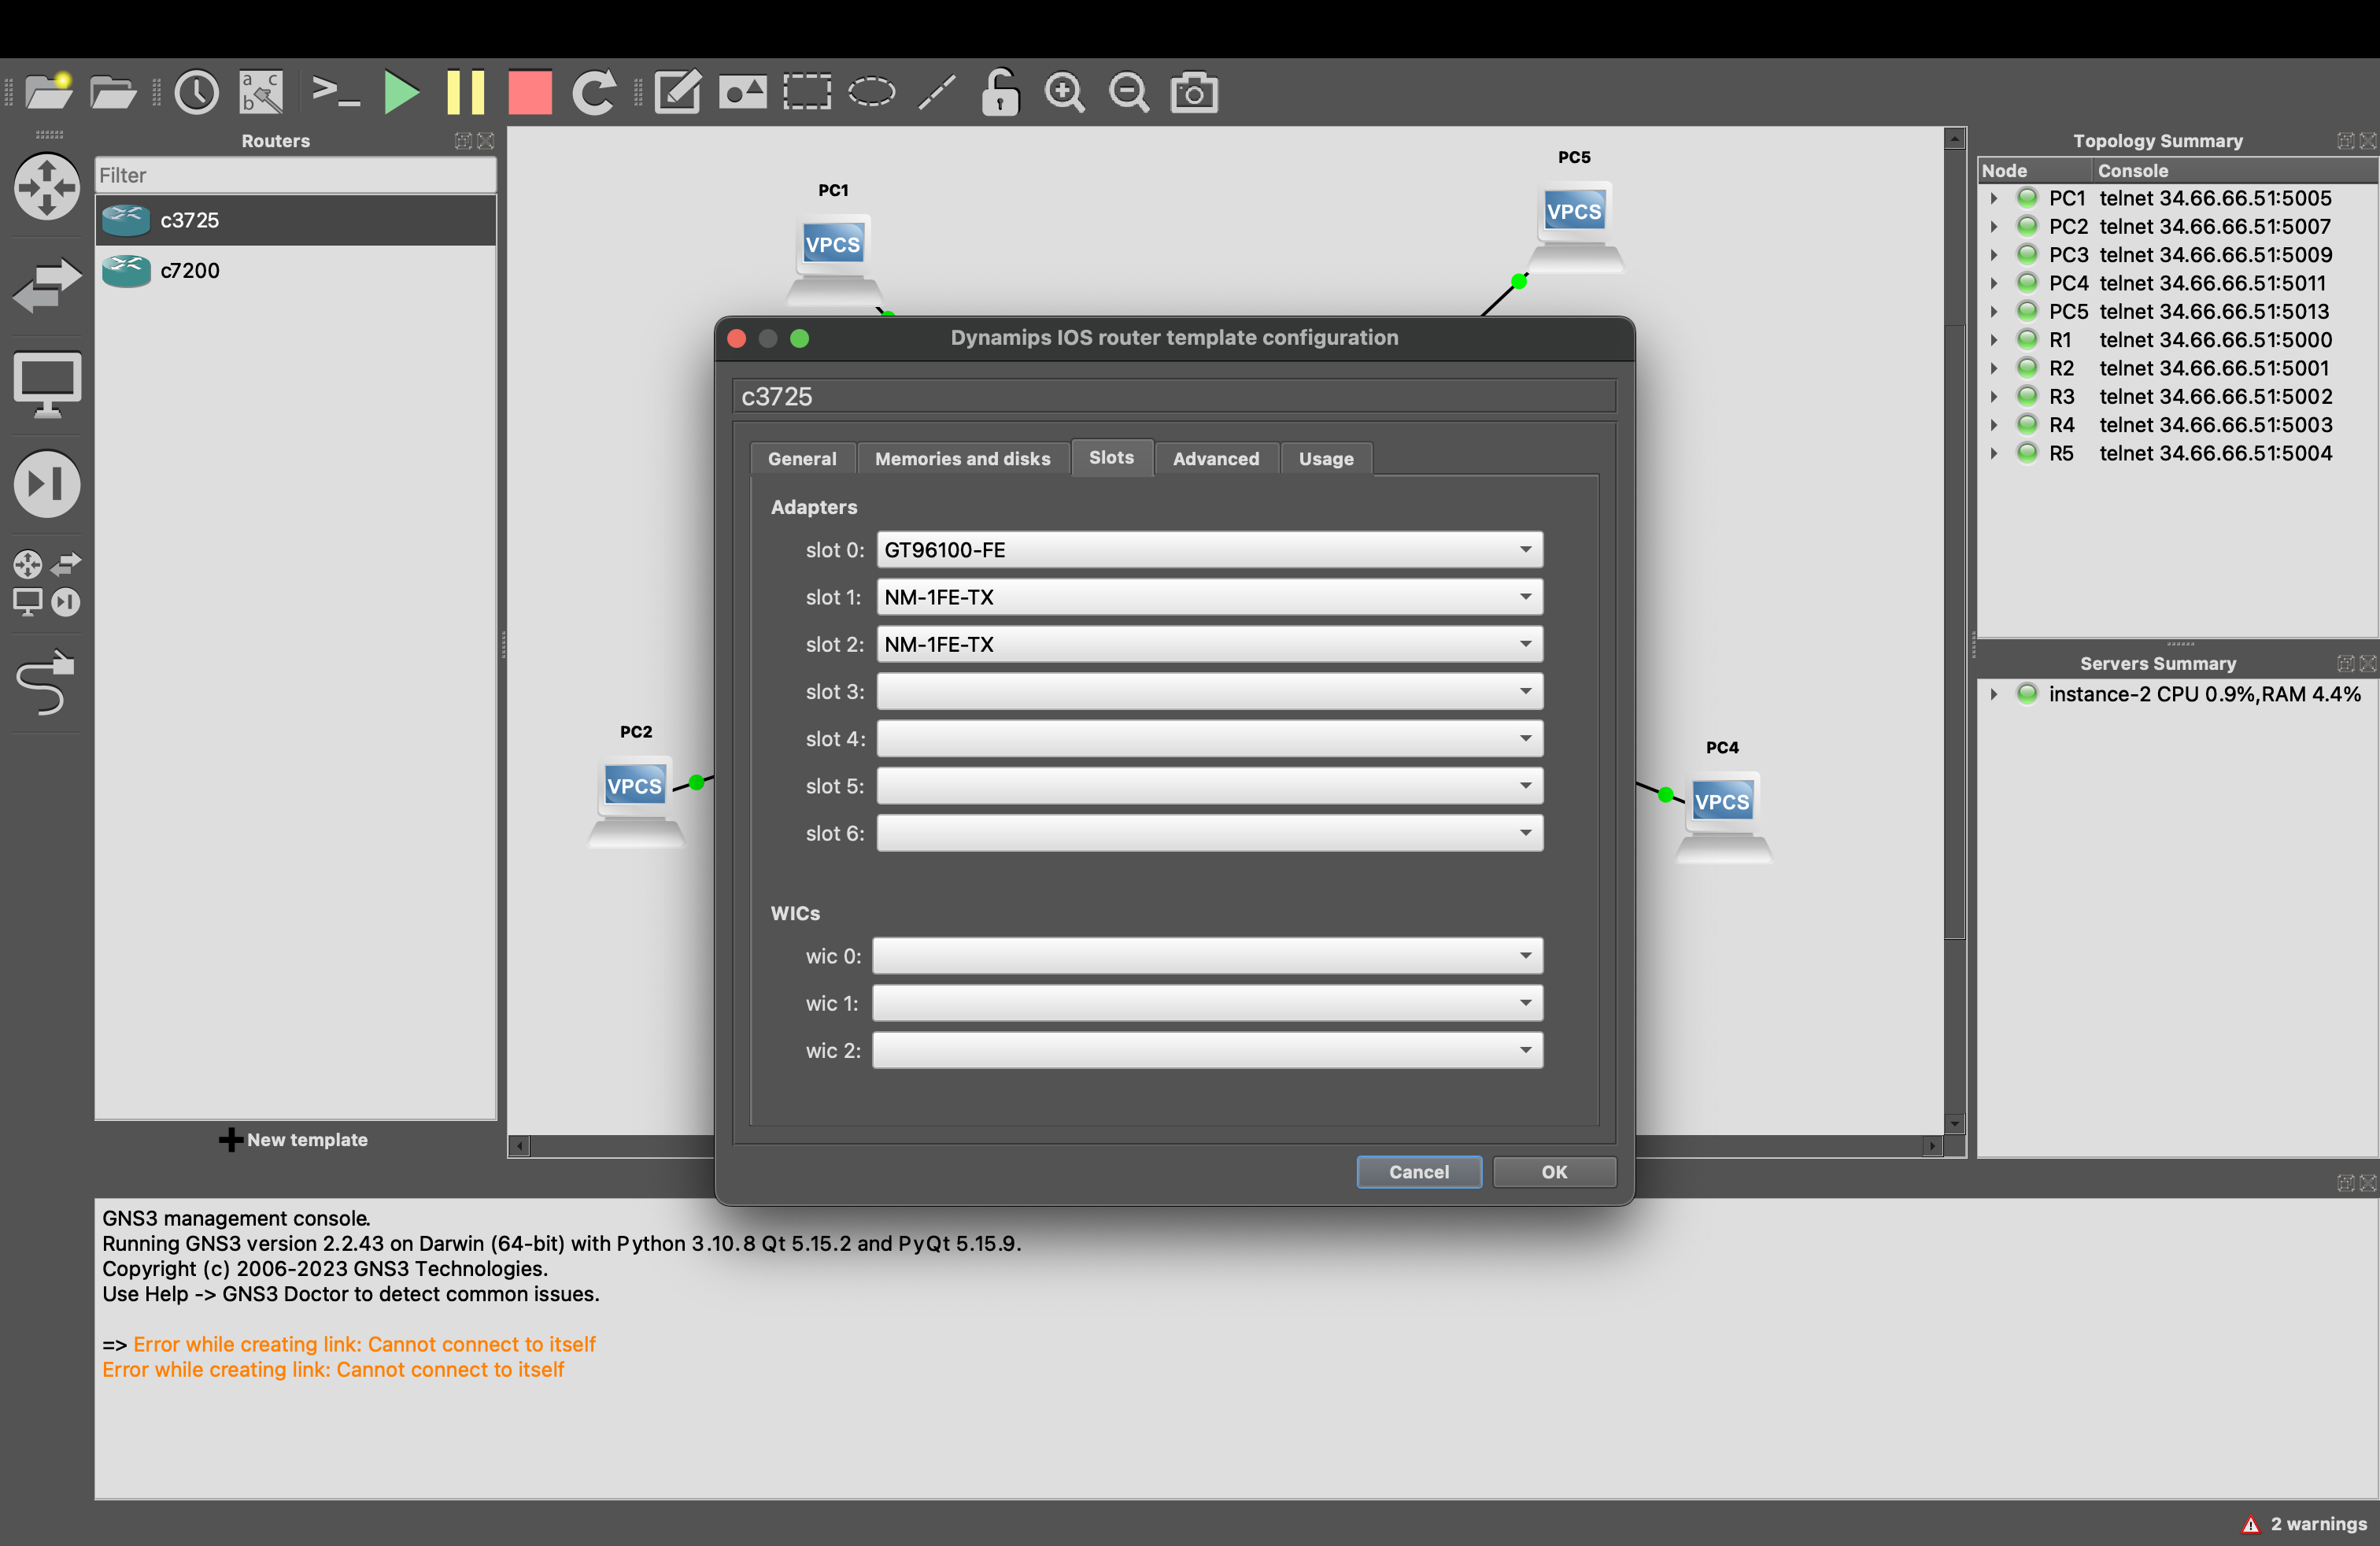 a c
b
Routers
Filter
c3725
c7200
New template
PC1
VPCS
PC5
VPCS
PC2
VPCS
PC4
VPCS
Dynamips IOS router template configuration
c3725
General Memories and disks Slots Advanced Usage
Adapters
slot 0: GT96100-FE
slot 1: NM-1FE-TX
slot 2: NM-1FE-TX
slot 3:
slot 4:
slot 5:
slot 6:
WICs
wic 0:
wic 1:
wic 2:
Cancel OK
Topology Summary
Node Console
PC1 telnet 34.66.66.51:5005
PC2 telnet 34.66.66.51:5007
PC3 telnet 34.66.66.51:5009
PC4 telnet 34.66.66.51:5011
PC5 telnet 34.66.66.51:5013
R1 telnet 34.66.66.51:5000
R2 telnet 34.66.66.51:5001
R3 telnet 34.66.66.51:5002
R4 telnet 34.66.66.51:5003
R5 telnet 34.66.66.51:5004
Servers Summary
instance-2 CPU 0.9%,RAM 4.4%
GNS3 management console.
Running GNS3 version 2.2.43 on Darwin (64-bit) with Python 3.10.8 Qt 5.15.2 and PyQt 5.15.9.
Copyright (c) 2006-2023 GNS3 Technologies.
Use Help -> GNS3 Doctor to detect common issues.
=> Error while creating link: Cannot connect to itself
Error while creating link: Cannot connect to itself
2 warnings